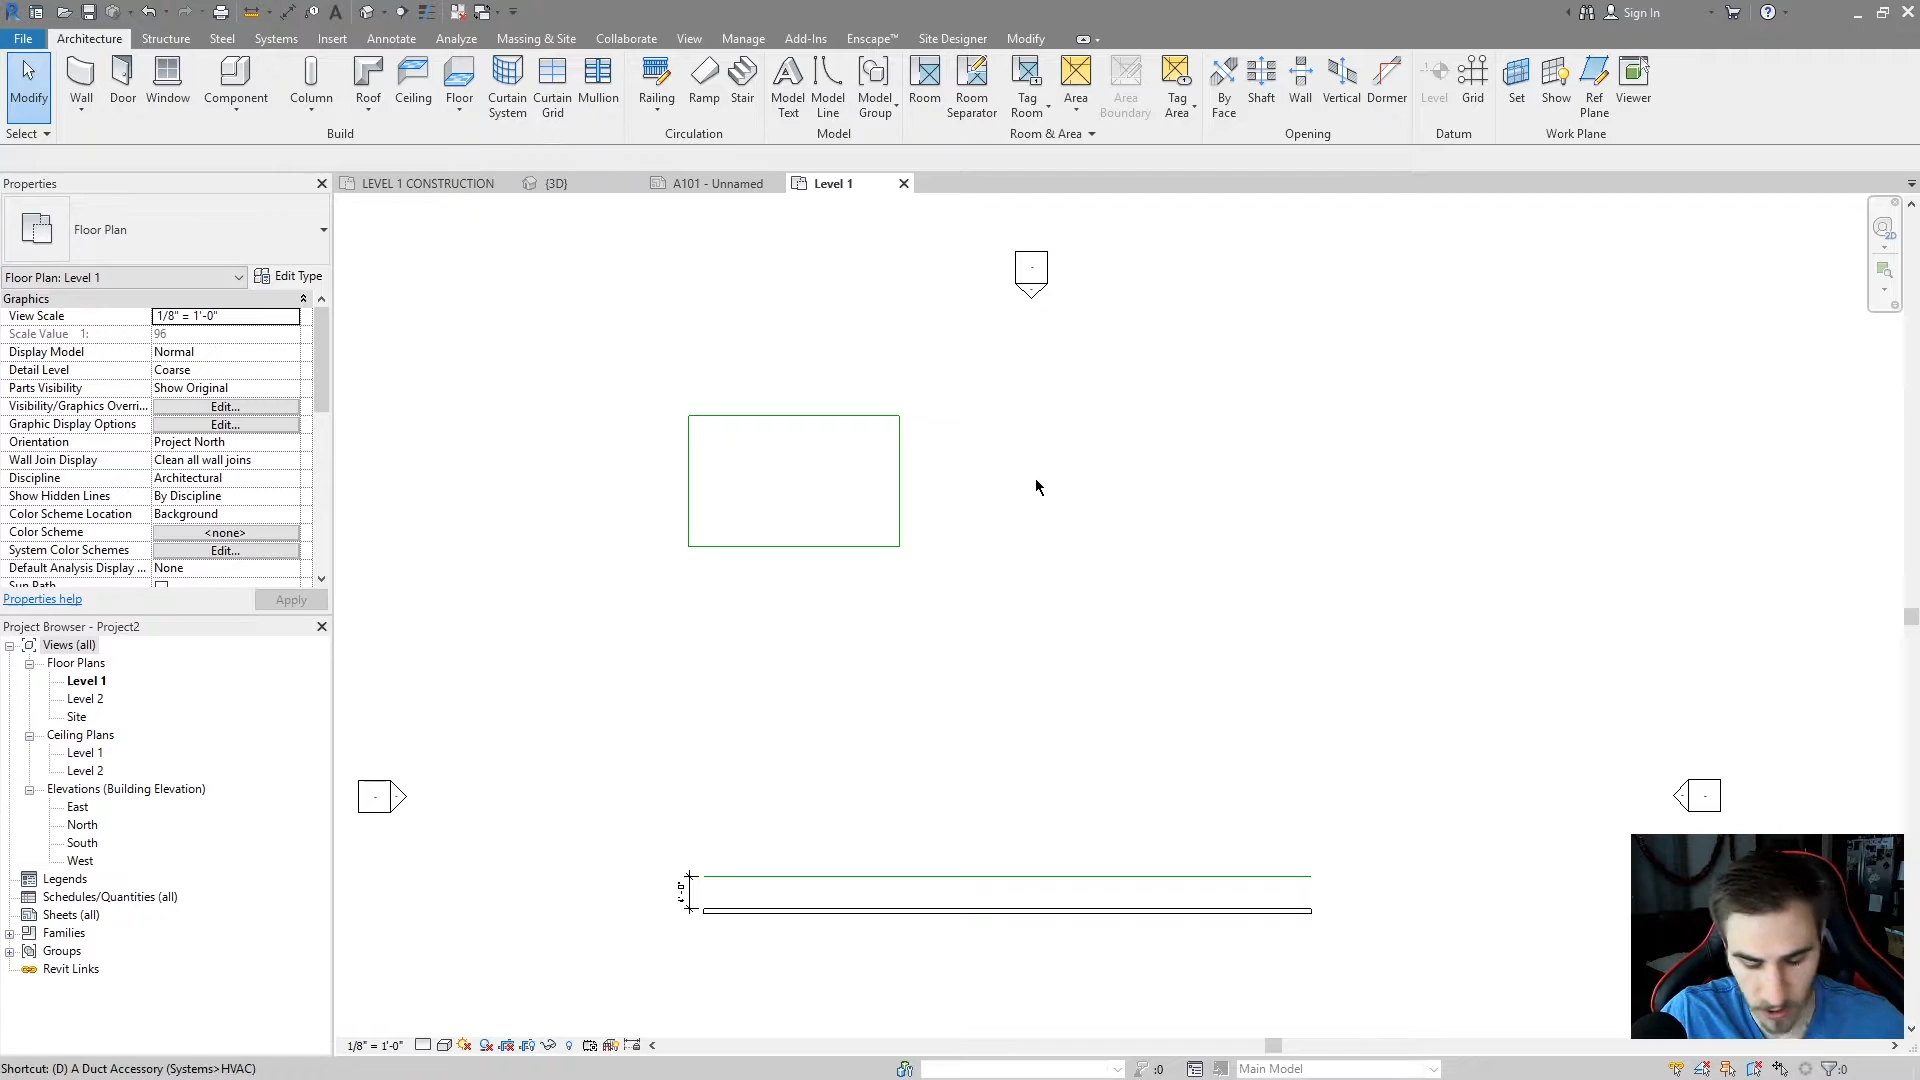 Sign In
File Architecture Structure Steel Systems Insert Annotate Analyze Massing & Site Collaborate View Manage Add-Ins Enscape™ Site Designer Modify
Modify Wall Door Window Component Column Roof Ceiling Floor Curtain System Curtain Grid Mullion Railing Ramp Stair Model Text Model Line Model Group Room Room Separator Tag Room Area Area Boundary Tag Area By Face Shaft Wall Vertical Dormer Level Grid Set Show Ref Plane Viewer
Select Build Circulation Model Room & Area Opening Datum Work Plane
Properties
LEVEL 1 CONSTRUCTION {3D} A101 - Unnamed Level 1
Floor Plan
Floor Plan: Level 1 Edit Type
Graphics
View Scale 1/8" = 1'-0"
Scale Value 1: 96
Display Model Normal
Detail Level Coarse
Parts Visibility Show Original
Visibility/Graphics Overri... Edit...
Graphic Display Options Edit...
Orientation Project North
Wall Join Display Clean all wall joins
Discipline Architectural
Show Hidden Lines By Discipline
Color Scheme Location Background
Color Scheme <none>
System Color Schemes Edit...
Default Analysis Display ... None
Sun Path
Properties help Apply
Project Browser - Project2
Views (all)
Floor Plans
Level 1
Level 2
Site
Ceiling Plans
Level 1
Level 2
Elevations (Building Elevation)
East
North
South
West
Legends
Schedules/Quantities (all)
Sheets (all)
Families
Groups
Revit Links
1/8" = 1'-0"
Shortcut: (D) A Duct Accessory (Systems>HVAC) :0 Main Model :0